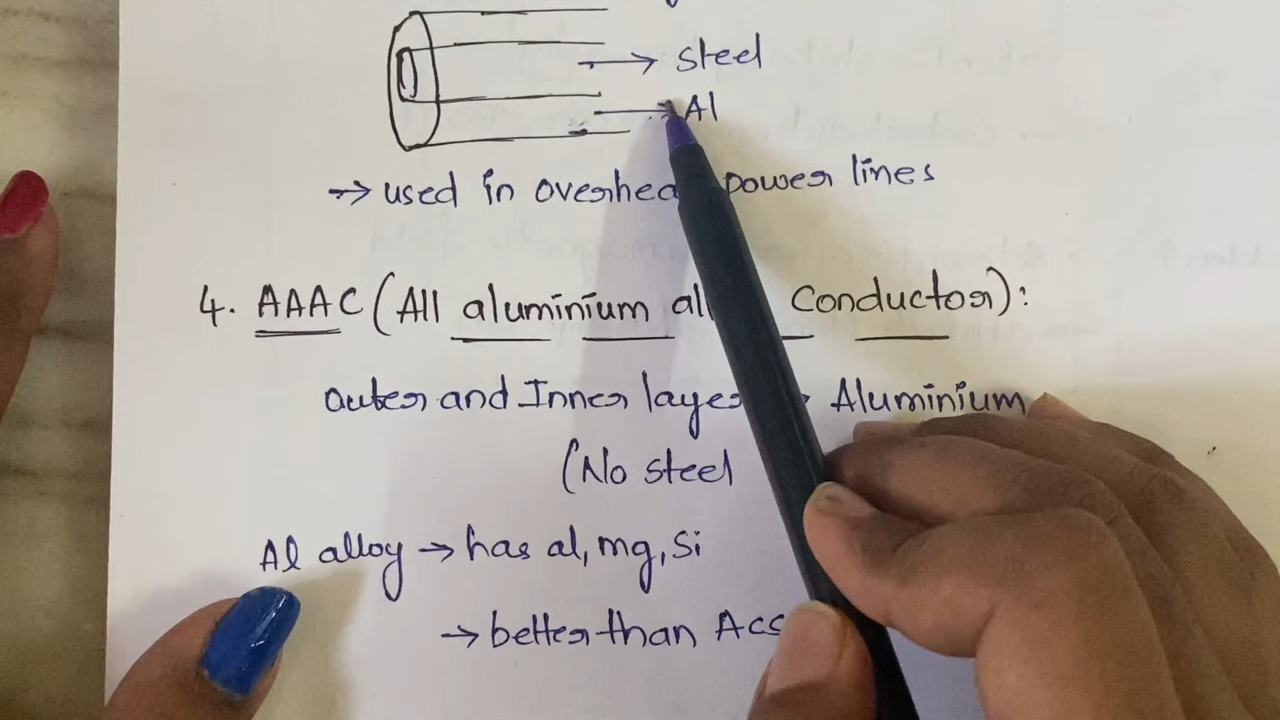 → steel
→ Al
→ used in overhea power lines
4. AAAC (All aluminium al conductor):
outer and Inner laye Aluminium
(No steel
Al alloy → has al, mg, Si
→ better than Acs